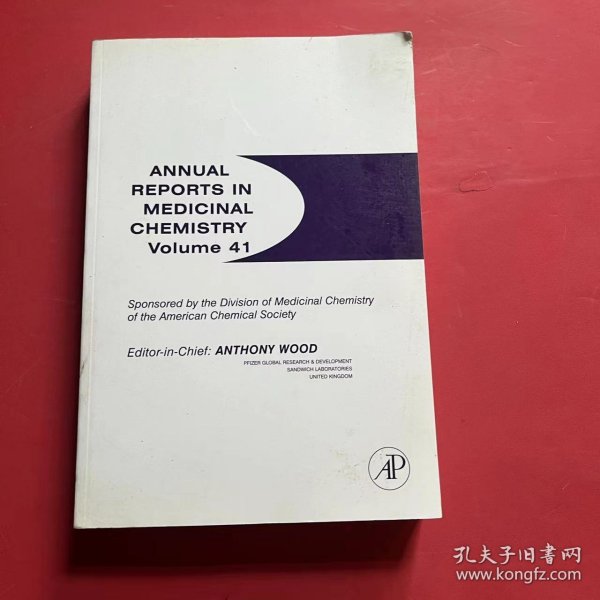 ANNUAL
REPORTS IN
MEDICINAL
CHEMISTRY
Volume 41
Sponsored by the Division of Medicinal Chemistry
of the American Chemical Society
Editor-in-Chief: ANTHONY WOOD
PFIZER GLOBAL RESEARCH & DEVELOPMENT
SANDWICH LABORATORIES
UNITED KINGDOM
AP
孔夫子旧书网
www.kongfz.com